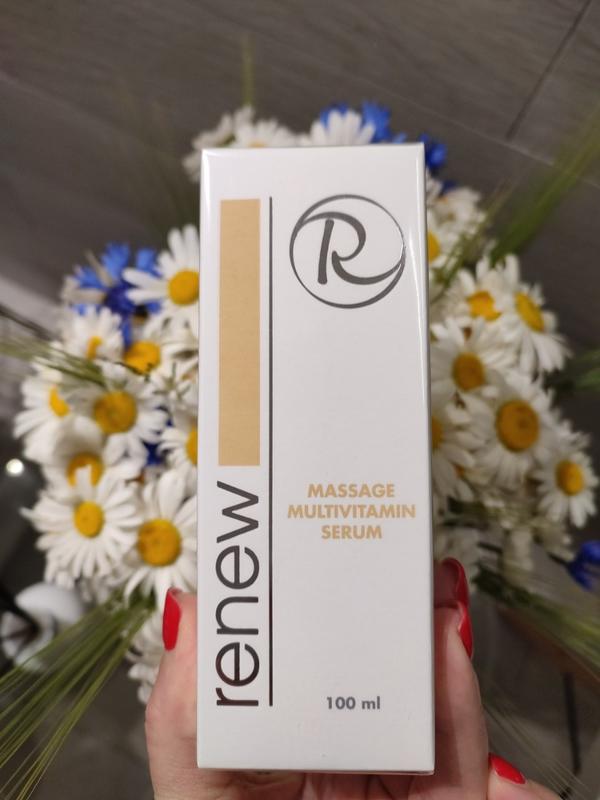 R
renew
MASSAGE
MULTIVITAMIN
SERUM
100 ml